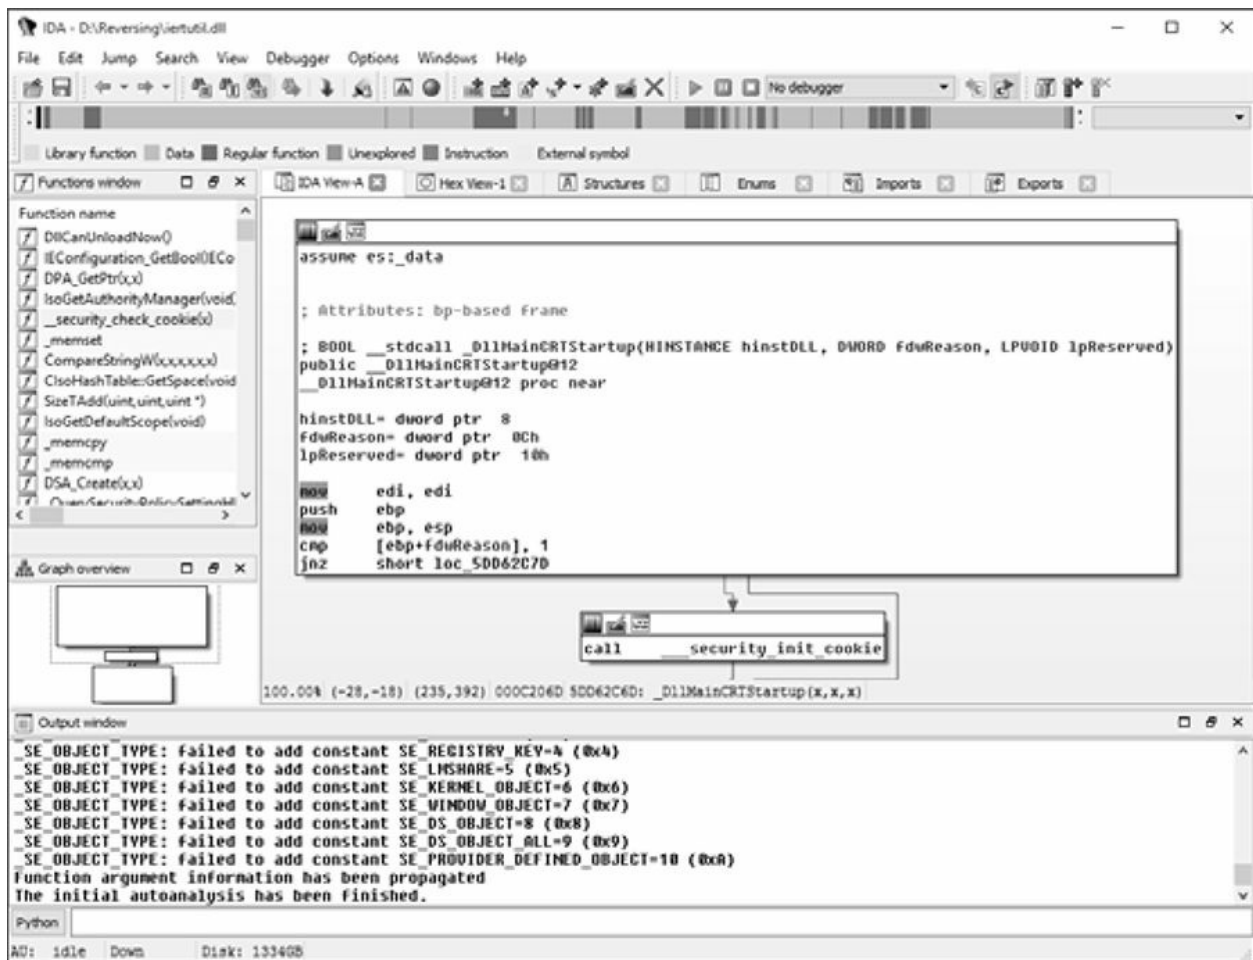 IDA - D:\Reversing\iertutil.dll
File Edit Jump Search View Debugger Options Windows Help
No debugger
Library function Data Regular function Unexplored Instruction External symbol
Functions window
IDA View-A Hex View-1 Structures Enums Imports Exports
Function name
DllCanUnloadNow()
IEConfiguration_GetBool(IECo
DPA_GetPtr(x,x)
IsoGetAuthorityManager(void,
__security_check_cookie(x)
_memset
CompareStringW(x,x,x,x,x,x)
CIsoHashTable::GetSpace(void
SizeTAdd(uint,uint,uint *)
IsoGetDefaultScope(void)
_memcpy
_memcmp
DSA_Create(x,x)
assume es:_data
; Attributes: bp-based frame
; BOOL __stdcall _DllMainCRTStartup(HINSTANCE hinstDLL, DWORD fdwReason, LPVOID lpReserved)
public __DllMainCRTStartup@12
__DllMainCRTStartup@12 proc near
hinstDLL= dword ptr 8
fdwReason= dword ptr 0Ch
lpReserved= dword ptr 10h
mov edi, edi
push ebp
mov ebp, esp
cmp [ebp+fdwReason], 1
jnz short loc_5DD62C7D
call ___security_init_cookie
Graph overview
100.00% (-28,-18) (235,392) 000C206D 5DD62C6D: _DllMainCRTStartup(x,x,x)
Output window
_SE_OBJECT_TYPE: failed to add constant SE_REGISTRY_KEY=4 (0x4)
_SE_OBJECT_TYPE: failed to add constant SE_LMSHARE=5 (0x5)
_SE_OBJECT_TYPE: failed to add constant SE_KERNEL_OBJECT=6 (0x6)
_SE_OBJECT_TYPE: failed to add constant SE_WINDOW_OBJECT=7 (0x7)
_SE_OBJECT_TYPE: failed to add constant SE_DS_OBJECT=8 (0x8)
_SE_OBJECT_TYPE: failed to add constant SE_DS_OBJECT_ALL=9 (0x9)
_SE_OBJECT_TYPE: failed to add constant SE_PROVIDER_DEFINED_OBJECT=10 (0xA)
Function argument information has been propagated
The initial autoanalysis has been finished.
Python
AU: idle Down Disk: 1334GB